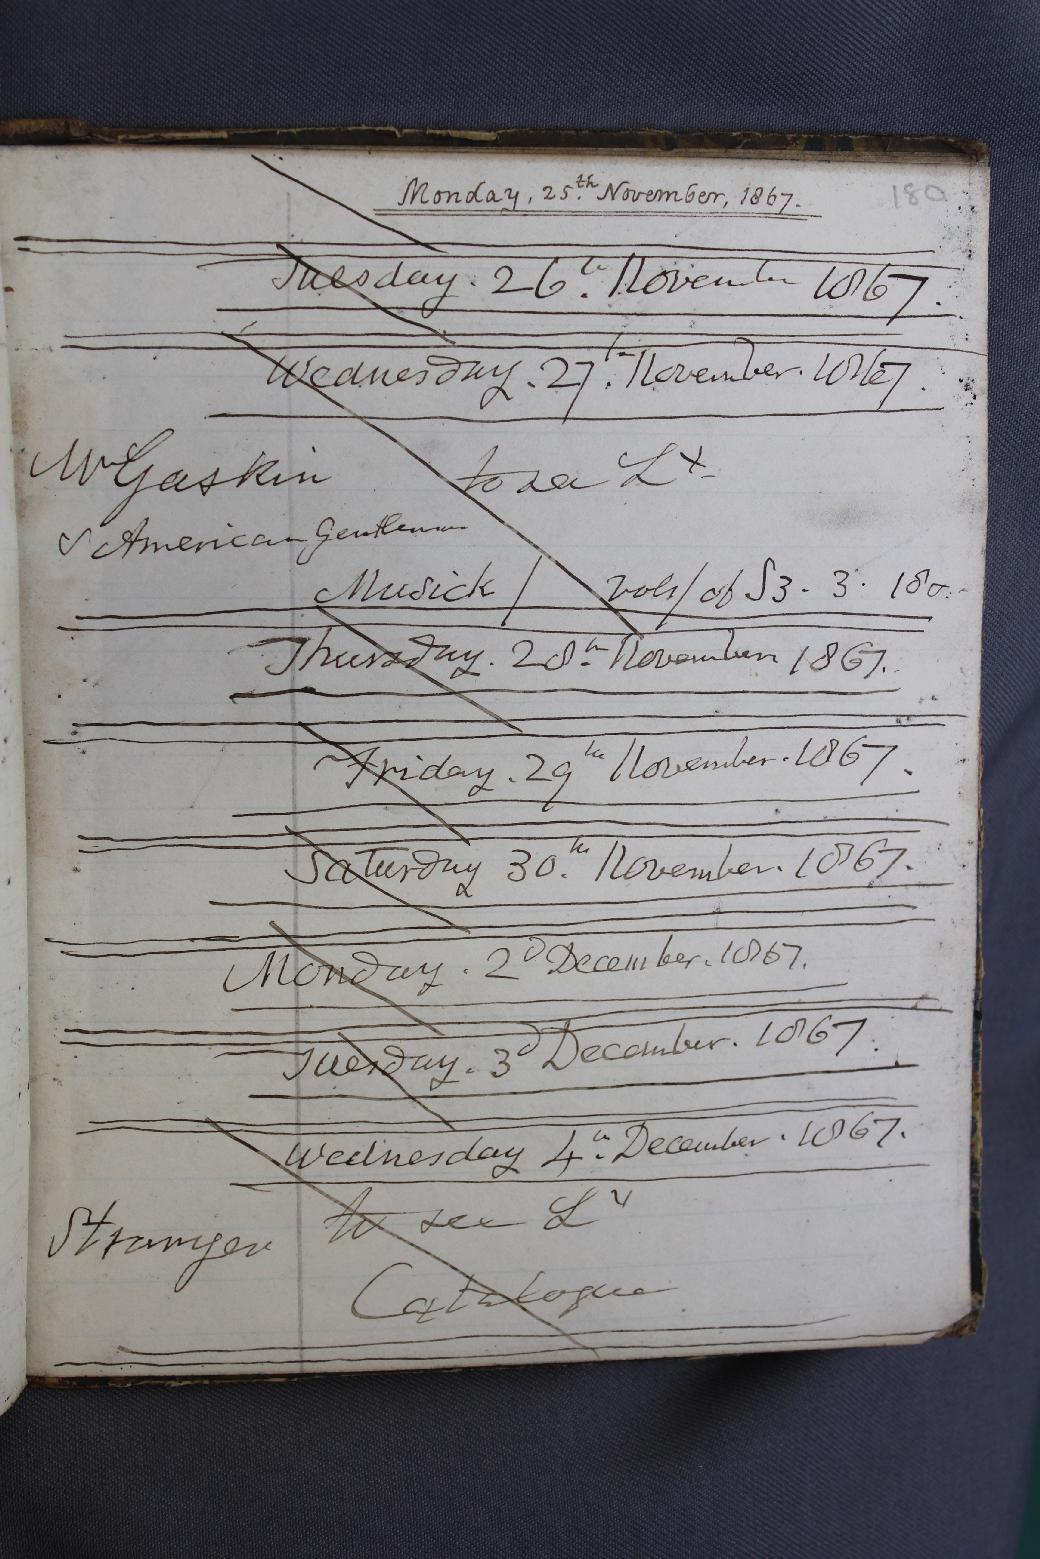 Monday, 25th. November, 1867.
180
Tuesday. 26th. November 1867.
Wednesday. 27th. November. 1867.
Mr Gaskin to see Ly
& American Gentleman
Musick / vols/ of S3. 3. 180.
Thursday. 28th. November 1867.
Friday. 29th November. 1867.
Saturday 30th. November. 1867.
Monday. 2d December. 1867.
Tuesday. 3d December. 1867.
Wednesday 4th. December. 1867.
Stranger to see Ly
Catalogue